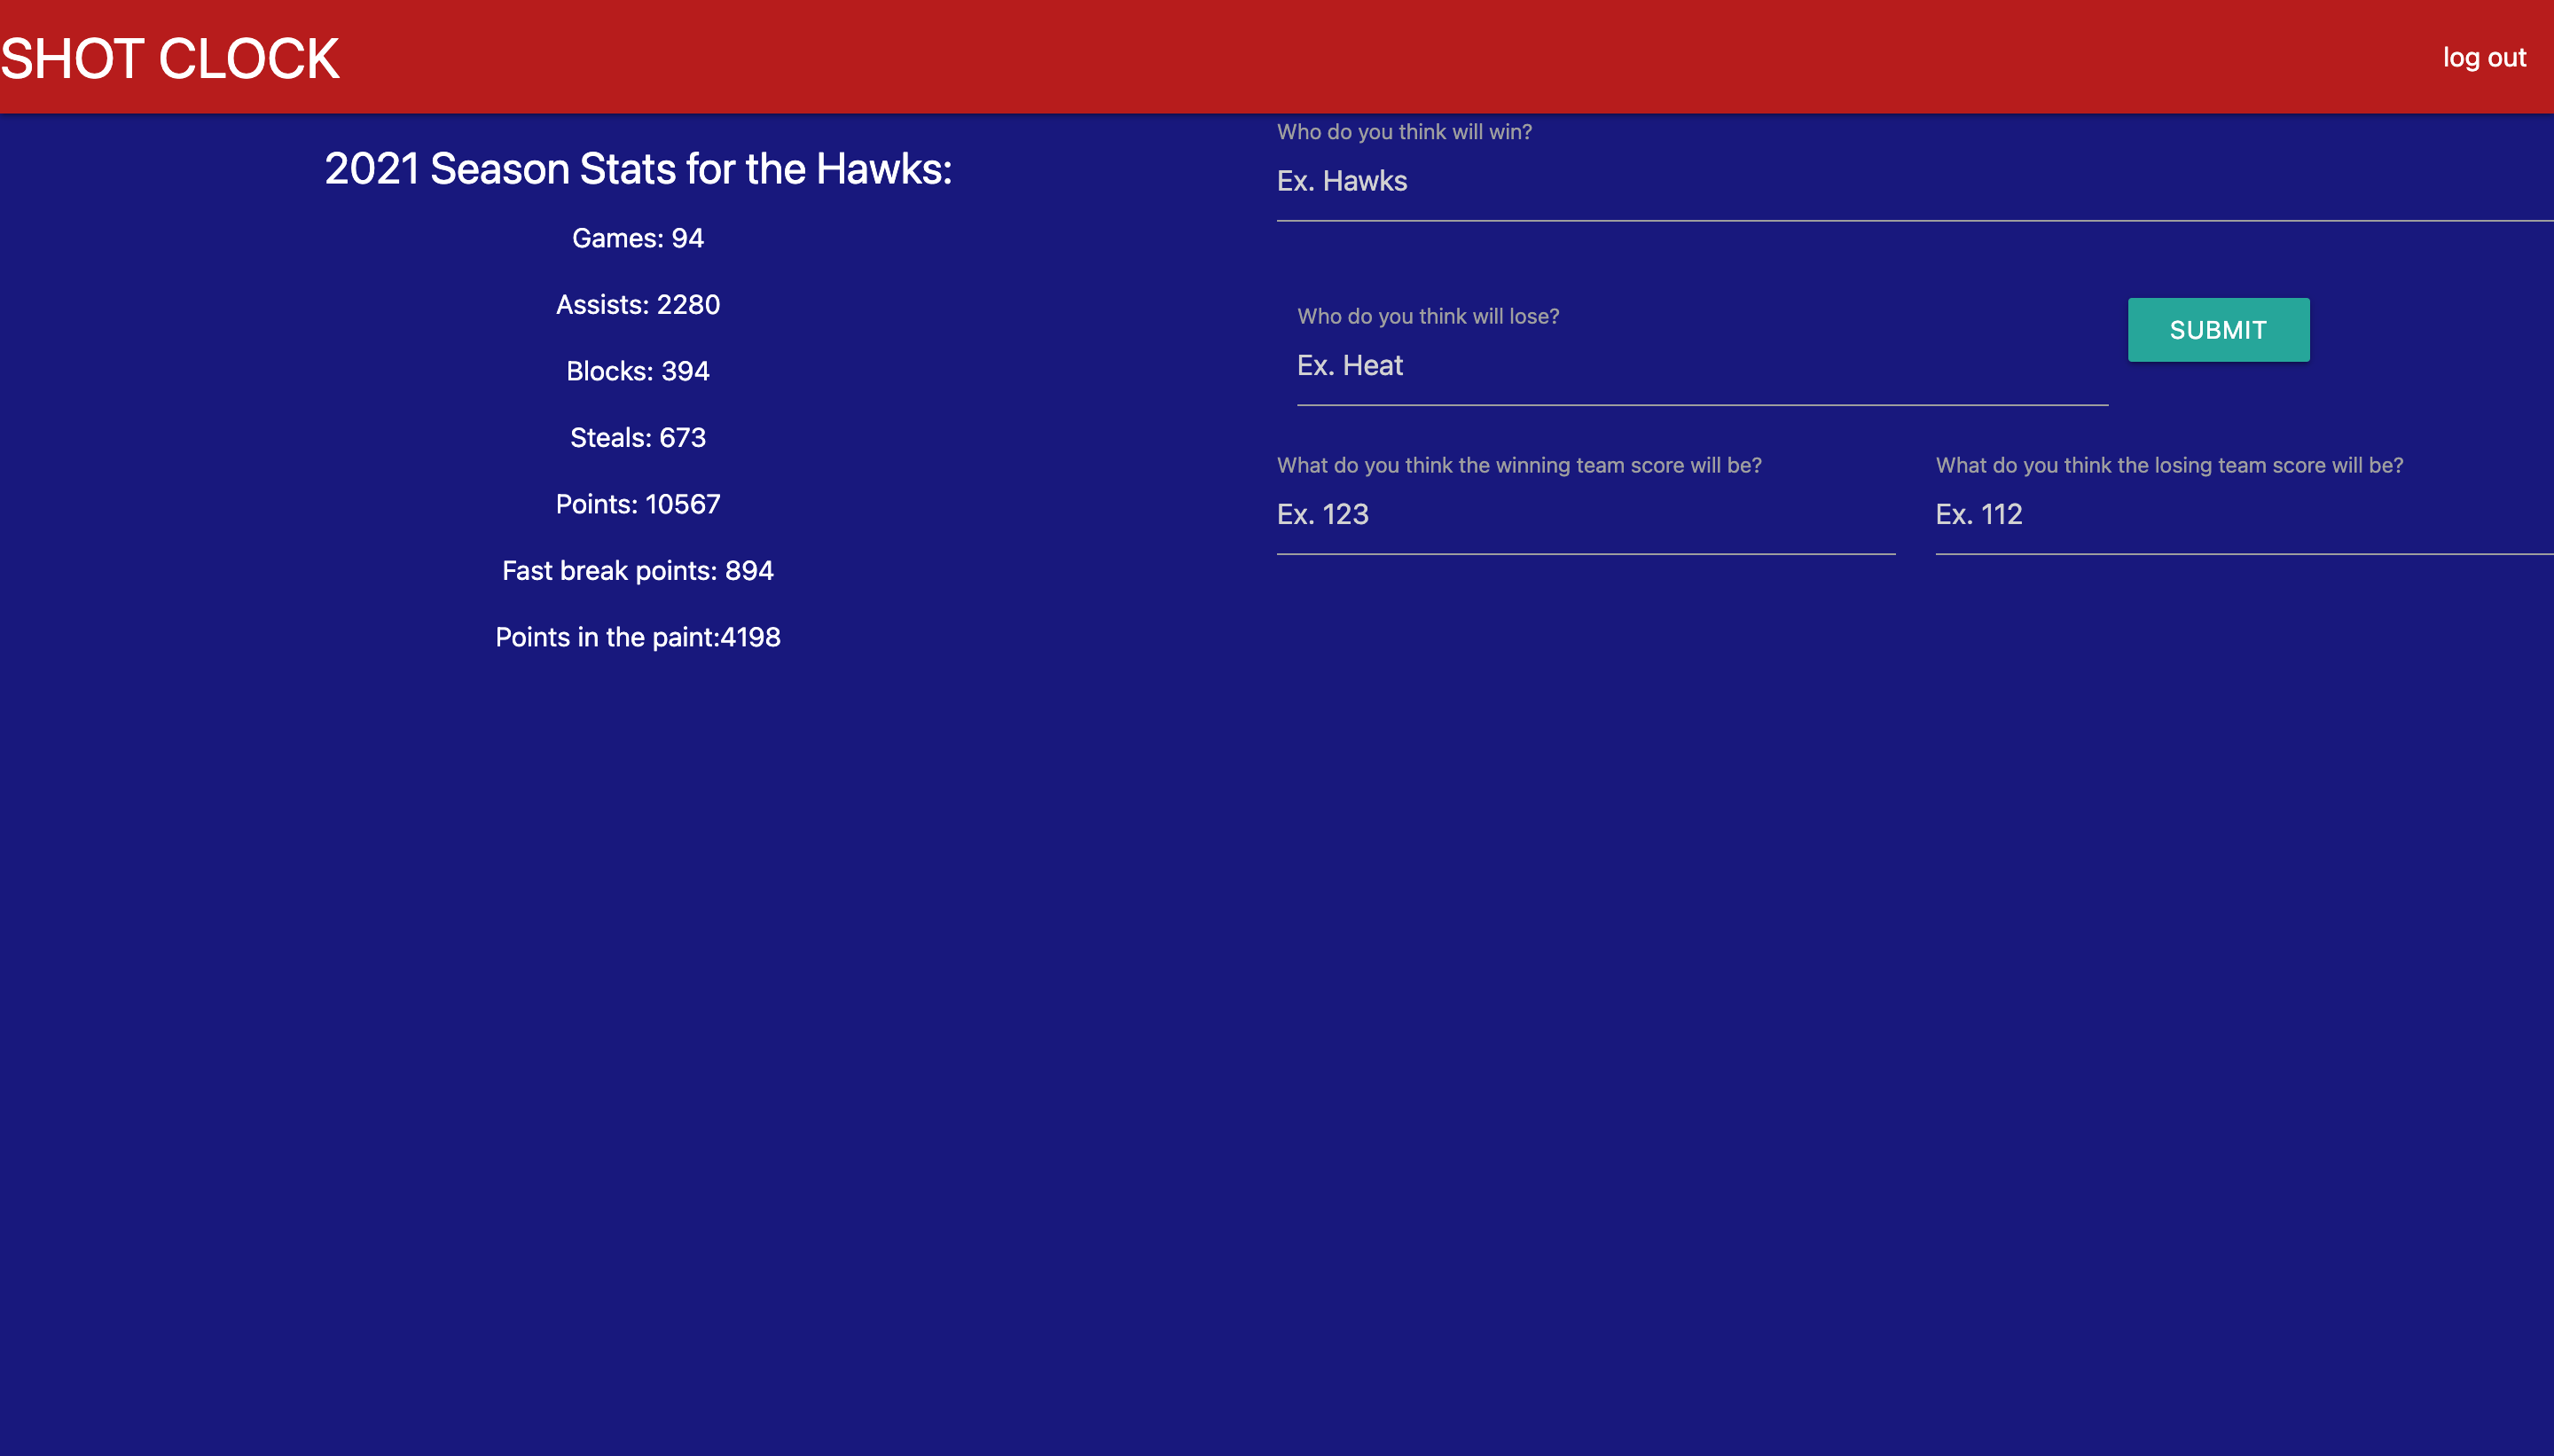 SHOT CLOCK
log out
2021 Season Stats for the Hawks:
Games: 94
Assists: 2280
Blocks: 394
Steals: 673
Points: 10567
Fast break points: 894
Points in the paint:4198
Who do you think will win?
Ex. Hawks
Who do you think will lose?
Ex. Heat
SUBMIT
What do you think the winning team score will be?
Ex. 123
What do you think the losing team score will be?
Ex. 112